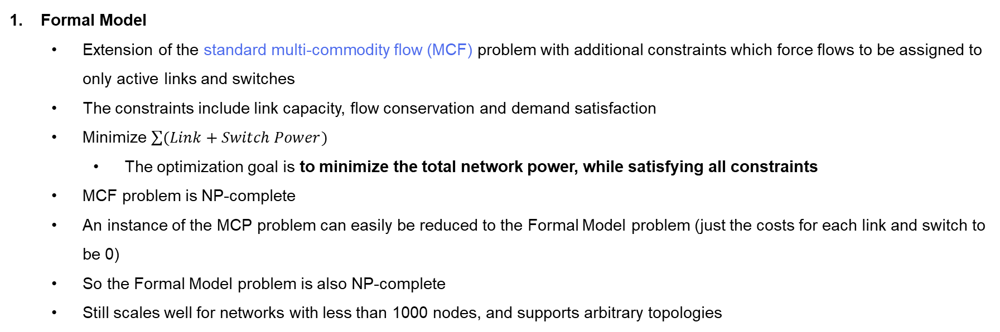 1. Formal Model
• Extension of the standard multi-commodity flow (MCF) problem with additional constraints which force flows to be assigned to
only active links and switches
• The constraints include link capacity, flow conservation and demand satisfaction
• Minimize ∑(Link + Switch Power)
• The optimization goal is to minimize the total network power, while satisfying all constraints
• MCF problem is NP-complete
• An instance of the MCP problem can easily be reduced to the Formal Model problem (just the costs for each link and switch to
be 0)
• So the Formal Model problem is also NP-complete
• Still scales well for networks with less than 1000 nodes, and supports arbitrary topologies